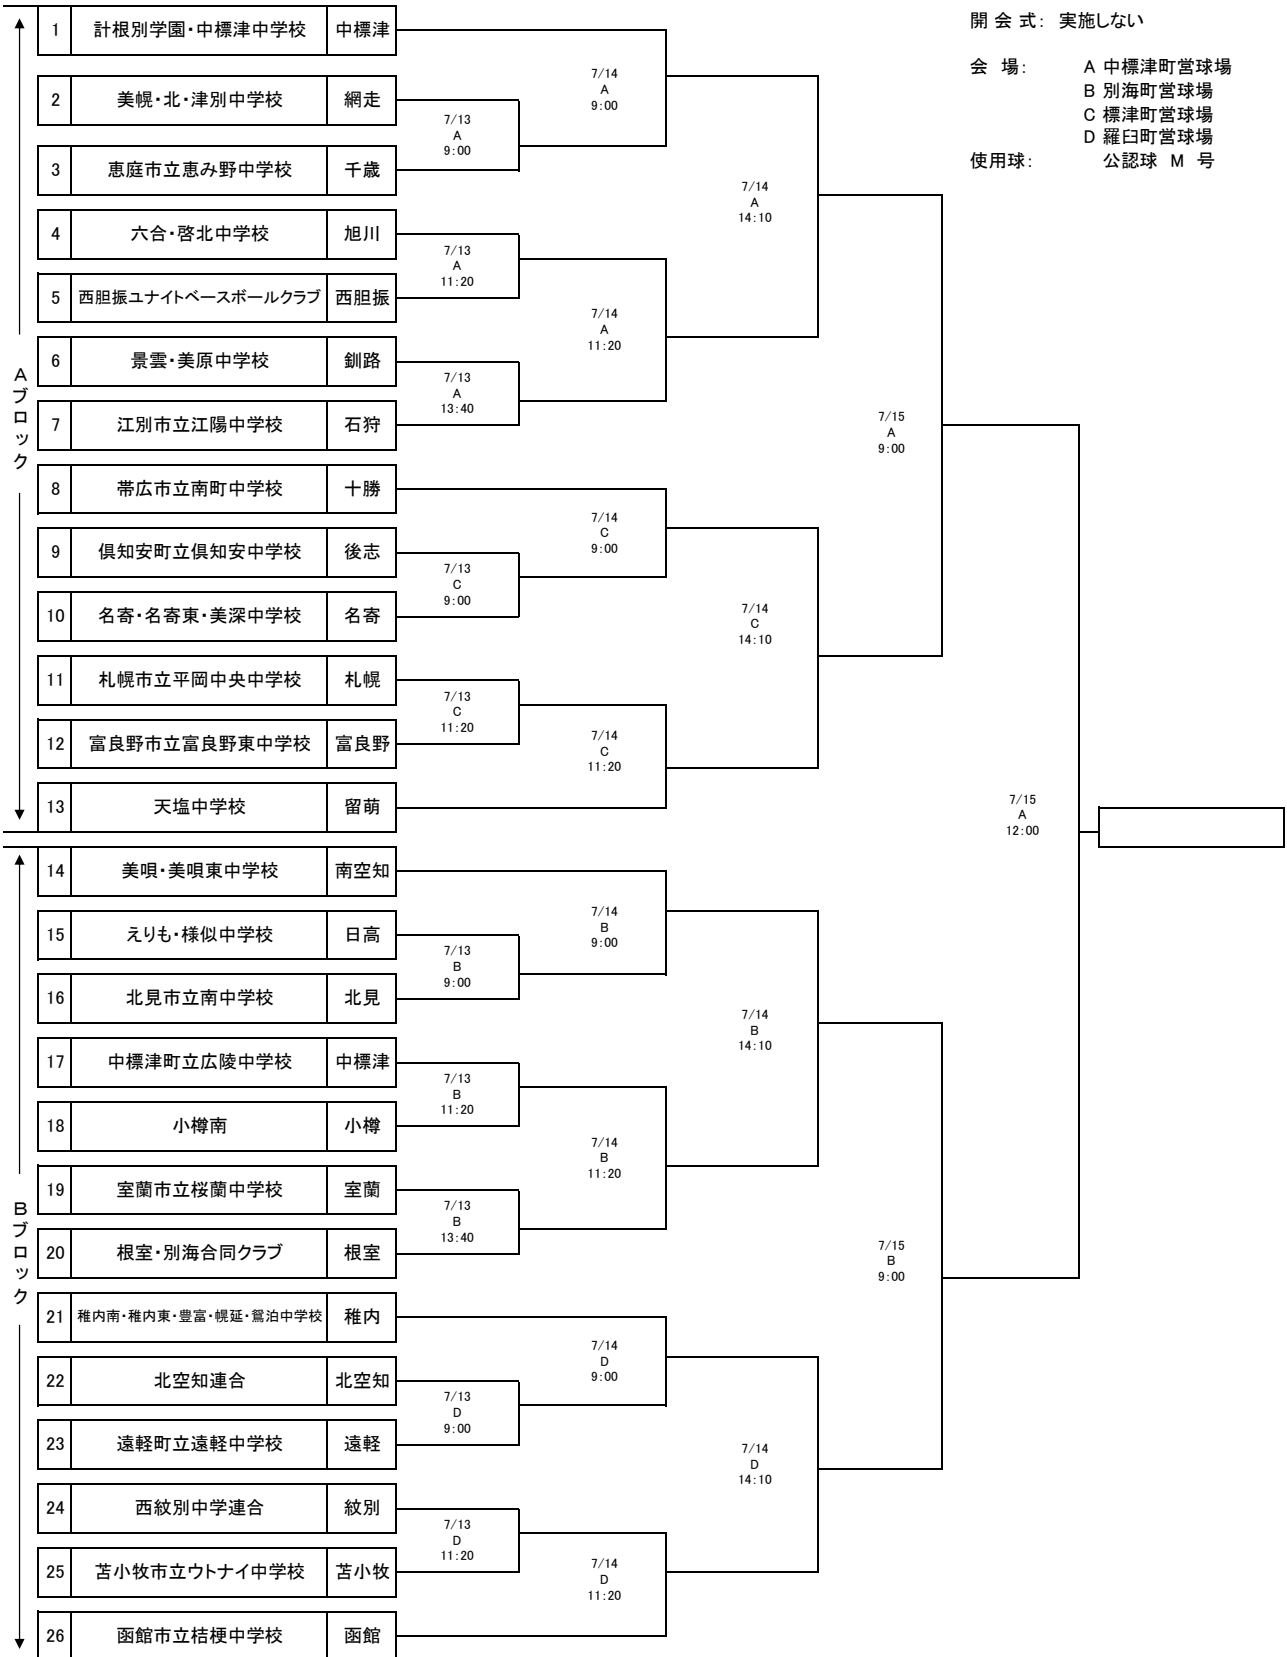 開 会 式： 実施しない
会 場： A 中標津町営球場
B 別海町営球場
C 標津町営球場
D 羅臼町営球場
使用球： 公認球 M 号
Aブロック
1 計根別学園・中標津中学校 中標津
2 美幌・北・津別中学校 網走
3 恵庭市立恵み野中学校 千歳
4 六合・啓北中学校 旭川
5 西胆振ユナイトベースボールクラブ 西胆振
6 景雲・美原中学校 釧路
7 江別市立江陽中学校 石狩
8 帯広市立南町中学校 十勝
9 倶知安町立倶知安中学校 後志
10 名寄・名寄東・美深中学校 名寄
11 札幌市立平岡中央中学校 札幌
12 富良野市立富良野東中学校 富良野
13 天塩中学校 留萌
Bブロック
14 美唄・美唄東中学校 南空知
15 えりも・様似中学校 日高
16 北見市立南中学校 北見
17 中標津町立広陵中学校 中標津
18 小樽南 小樽
19 室蘭市立桜蘭中学校 室蘭
20 根室・別海合同クラブ 根室
21 稚内南・稚内東・豊富・幌延・鴛泊中学校 稚内
22 北空知連合 北空知
23 遠軽町立遠軽中学校 遠軽
24 西紋別中学連合 紋別
25 苫小牧市立ウトナイ中学校 苫小牧
26 函館市立桔梗中学校 函館
7/13
A
9:00
7/13
A
11:20
7/13
A
13:40
7/13
C
9:00
7/13
C
11:20
7/13
B
9:00
7/13
B
11:20
7/13
B
13:40
7/13
D
9:00
7/13
D
11:20
7/14
A
9:00
7/14
A
11:20
7/14
C
9:00
7/14
C
11:20
7/14
B
9:00
7/14
B
11:20
7/14
D
9:00
7/14
D
11:20
7/14
A
14:10
7/14
C
14:10
7/14
B
14:10
7/14
D
14:10
7/15
A
9:00
7/15
B
9:00
7/15
A
12:00